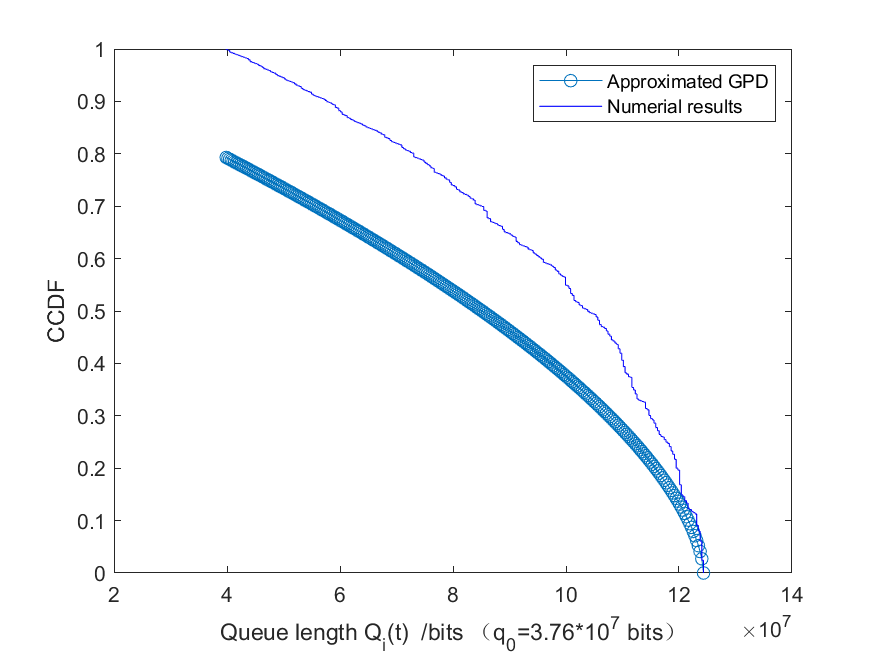 1
0.9
0.8
0.7
0.6
0.5
0.4
0.3
0.2
0.1
0
CCDF
Approximated GPD
Numerial results
2 4 6 8 10 12 14
×10^7
Queue length Q_i(t) /bits （q_0=3.76*10^7 bits）